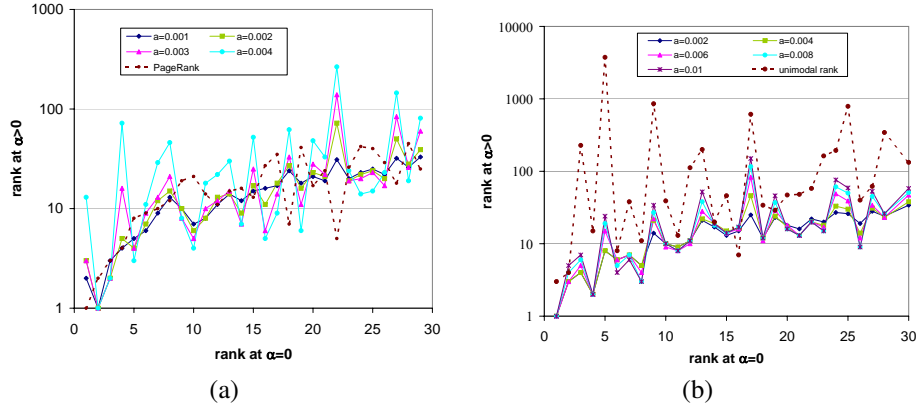 1000
100
10
1
a=0.001
a=0.002
a=0.003
a=0.004
PageRank
rank at α>0
0 5 10 15 20 25 30
rank at α=0
(a)
10000
1000
100
10
1
a=0.002
a=0.004
a=0.006
a=0.008
a=0.01
unimodal rank
rank at α>0
0 5 10 15 20 25 30
rank at α=0
(b)